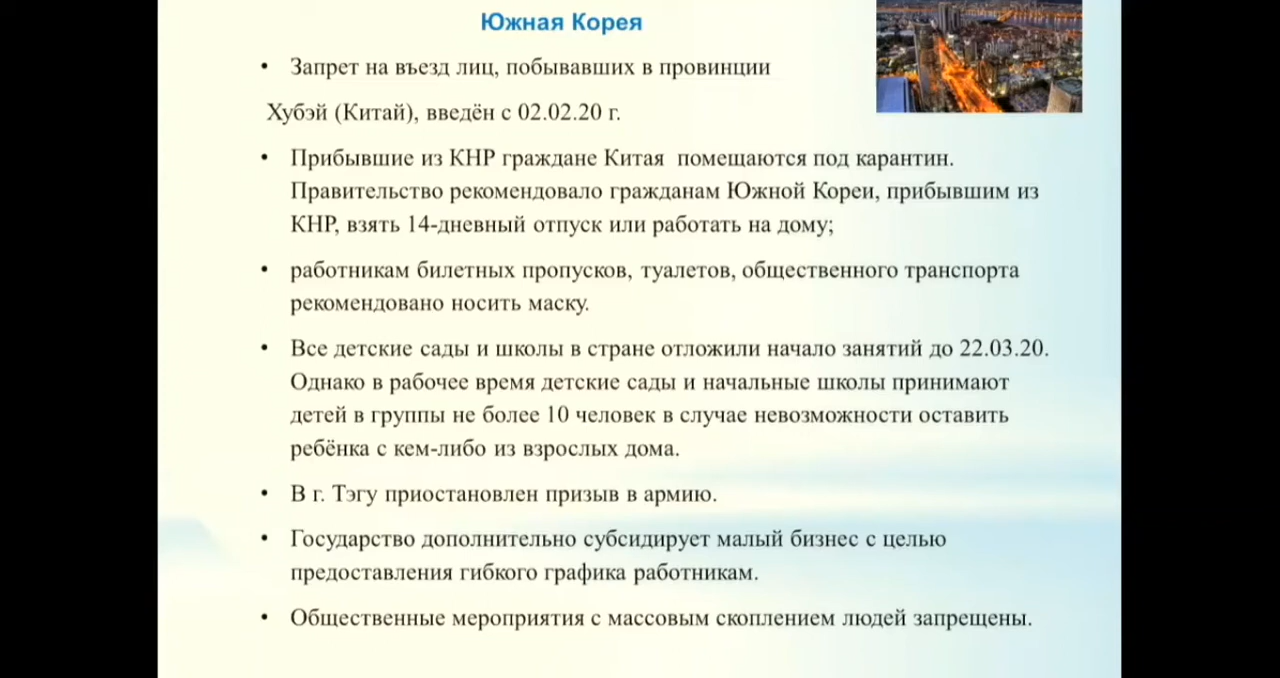 Южная Корея
• Запрет на въезд лиц, побывавших в провинции
Хубэй (Китай), введён с 02.02.20 г.
• Прибывшие из КНР граждане Китая помещаются под карантин.
Правительство рекомендовало гражданам Южной Кореи, прибывшим из
КНР, взять 14-дневный отпуск или работать на дому;
• работникам билетных пропусков, туалетов, общественного транспорта
рекомендовано носить маску.
• Все детские сады и школы в стране отложили начало занятий до 22.03.20.
Однако в рабочее время детские сады и начальные школы принимают
детей в группы не более 10 человек в случае невозможности оставить
ребёнка с кем-либо из взрослых дома.
• В г. Тэгу приостановлен призыв в армию.
• Государство дополнительно субсидирует малый бизнес с целью
предоставления гибкого графика работникам.
• Общественные мероприятия с массовым скоплением людей запрещены.